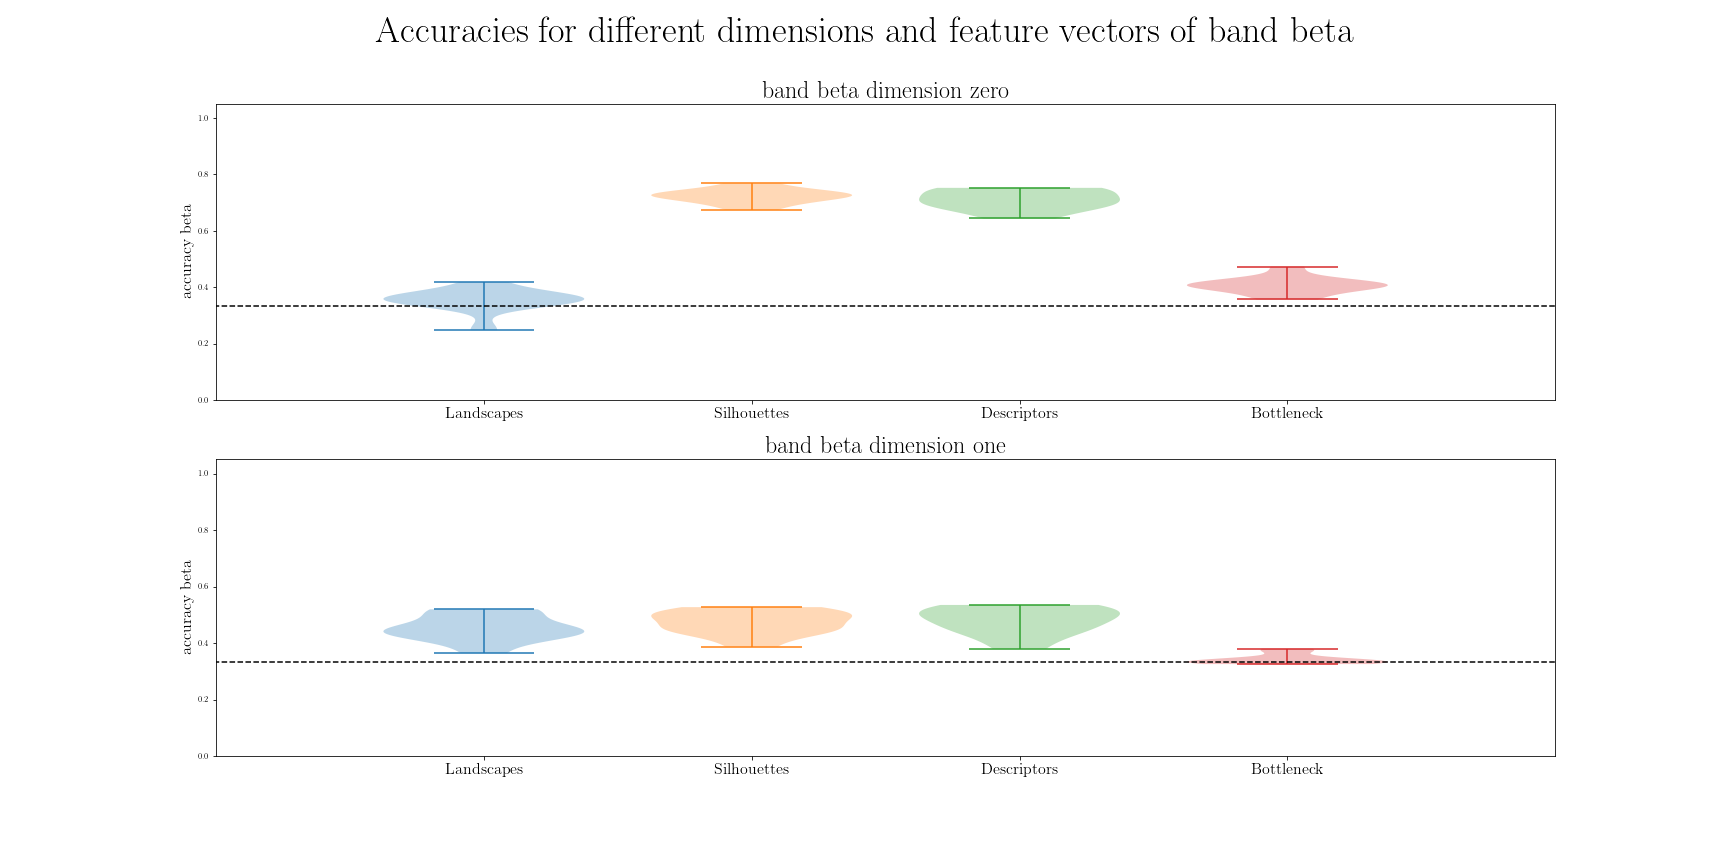 Accuracies for different dimensions and feature vectors of band beta
band beta dimension zero
1.0
0.8
0.6
0.4
0.2
0.0
accuracy beta
Landscapes Silhouettes Descriptors Bottleneck
band beta dimension one
1.0
0.8
0.6
0.4
0.2
0.0
accuracy beta
Landscapes Silhouettes Descriptors Bottleneck